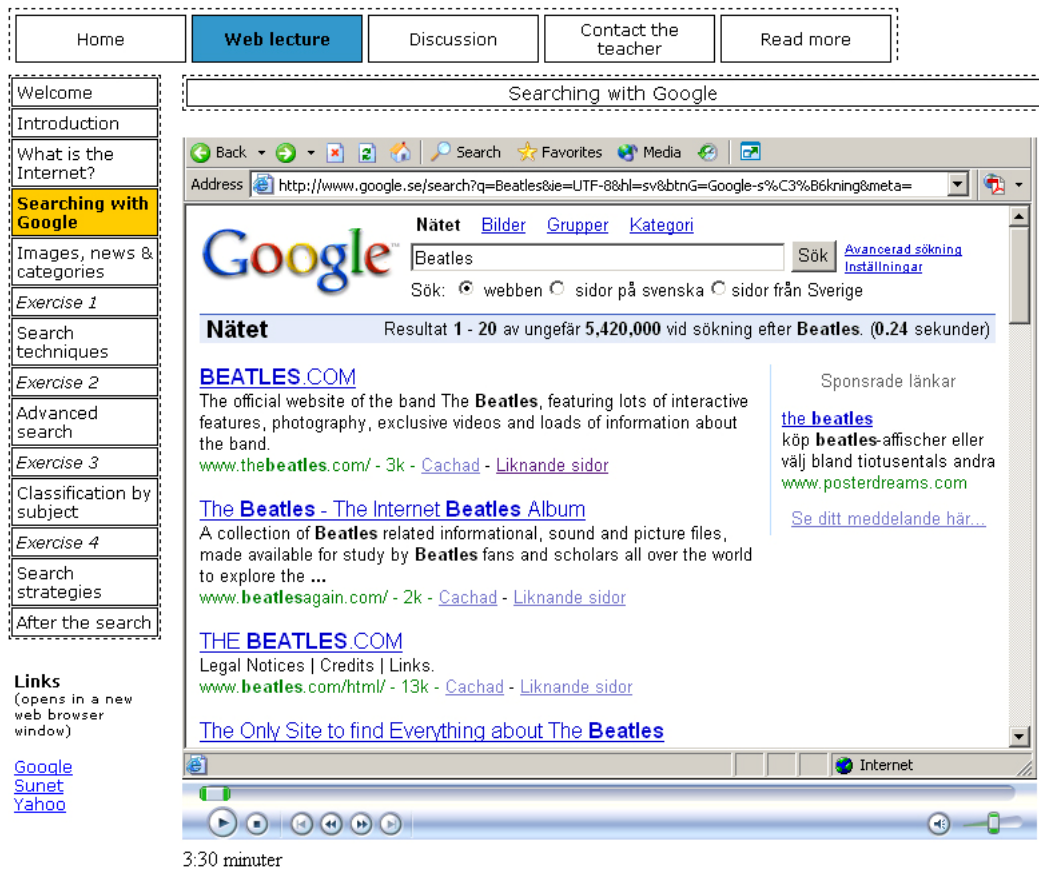 Home
Web lecture
Discussion
Contact the
teacher
Read more
Welcome
Introduction
What is the
Internet?
Searching with
Google
Images, news &
categories
Exercise 1
Search
techniques
Exercise 2
Advanced
search
Exercise 3
Classification by
subject
Exercise 4
Search
strategies
After the search
Links
(opens in a new
web browser
window)
Google
Sunet
Yahoo
Searching with Google
Back Search Favorites Media
Address http://www.google.se/search?q=Beatles&ie=UTF-8&hl=sv&btnG=Google-s%C3%B6kning&meta=
Google™
Nätet Bilder Grupper Kategori
Beatles Sök
Avancerad sökning
Inställningar
Sök: webben sidor på svenska sidor från Sverige
Nätet Resultat 1 - 20 av ungefär 5,420,000 vid sökning efter Beatles. (0.24 sekunder)
BEATLES.COM
The official website of the band The Beatles, featuring lots of interactive
features, photography, exclusive videos and loads of information about
the band.
www.thebeatles.com/ - 3k - Cachad - Liknande sidor
The Beatles - The Internet Beatles Album
A collection of Beatles related informational, sound and picture files,
made available for study by Beatles fans and scholars all over the world
to explore the ...
www.beatlesagain.com/ - 2k - Cachad - Liknande sidor
THE BEATLES.COM
Legal Notices | Credits | Links.
www.beatles.com/html/ - 13k - Cachad - Liknande sidor
The Only Site to find Everything about The Beatles
Sponsrade länkar
the beatles
köp beatles-affischer eller
välj bland tiotusentals andra
www.posterdreams.com
Se ditt meddelande här...
Internet
3:30 minuter